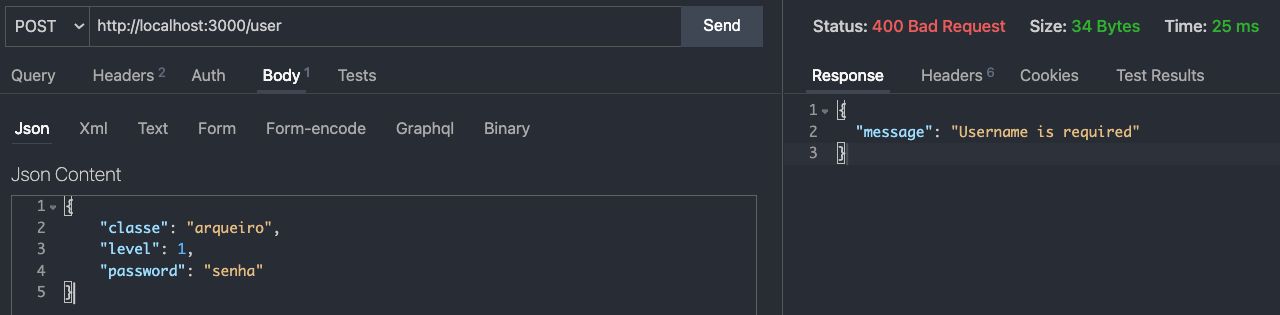 POST http://localhost:3000/user Send
Query Headers 2 Auth Body 1 Tests
Json Xml Text Form Form-encode Graphql Binary
Json Content
1 {
2 "classe": "arqueiro",
3 "level": 1,
4 "password": "senha"
5 }
Status: 400 Bad Request Size: 34 Bytes Time: 25 ms
Response Headers 6 Cookies Test Results
1 {
2 "message": "Username is required"
3 }